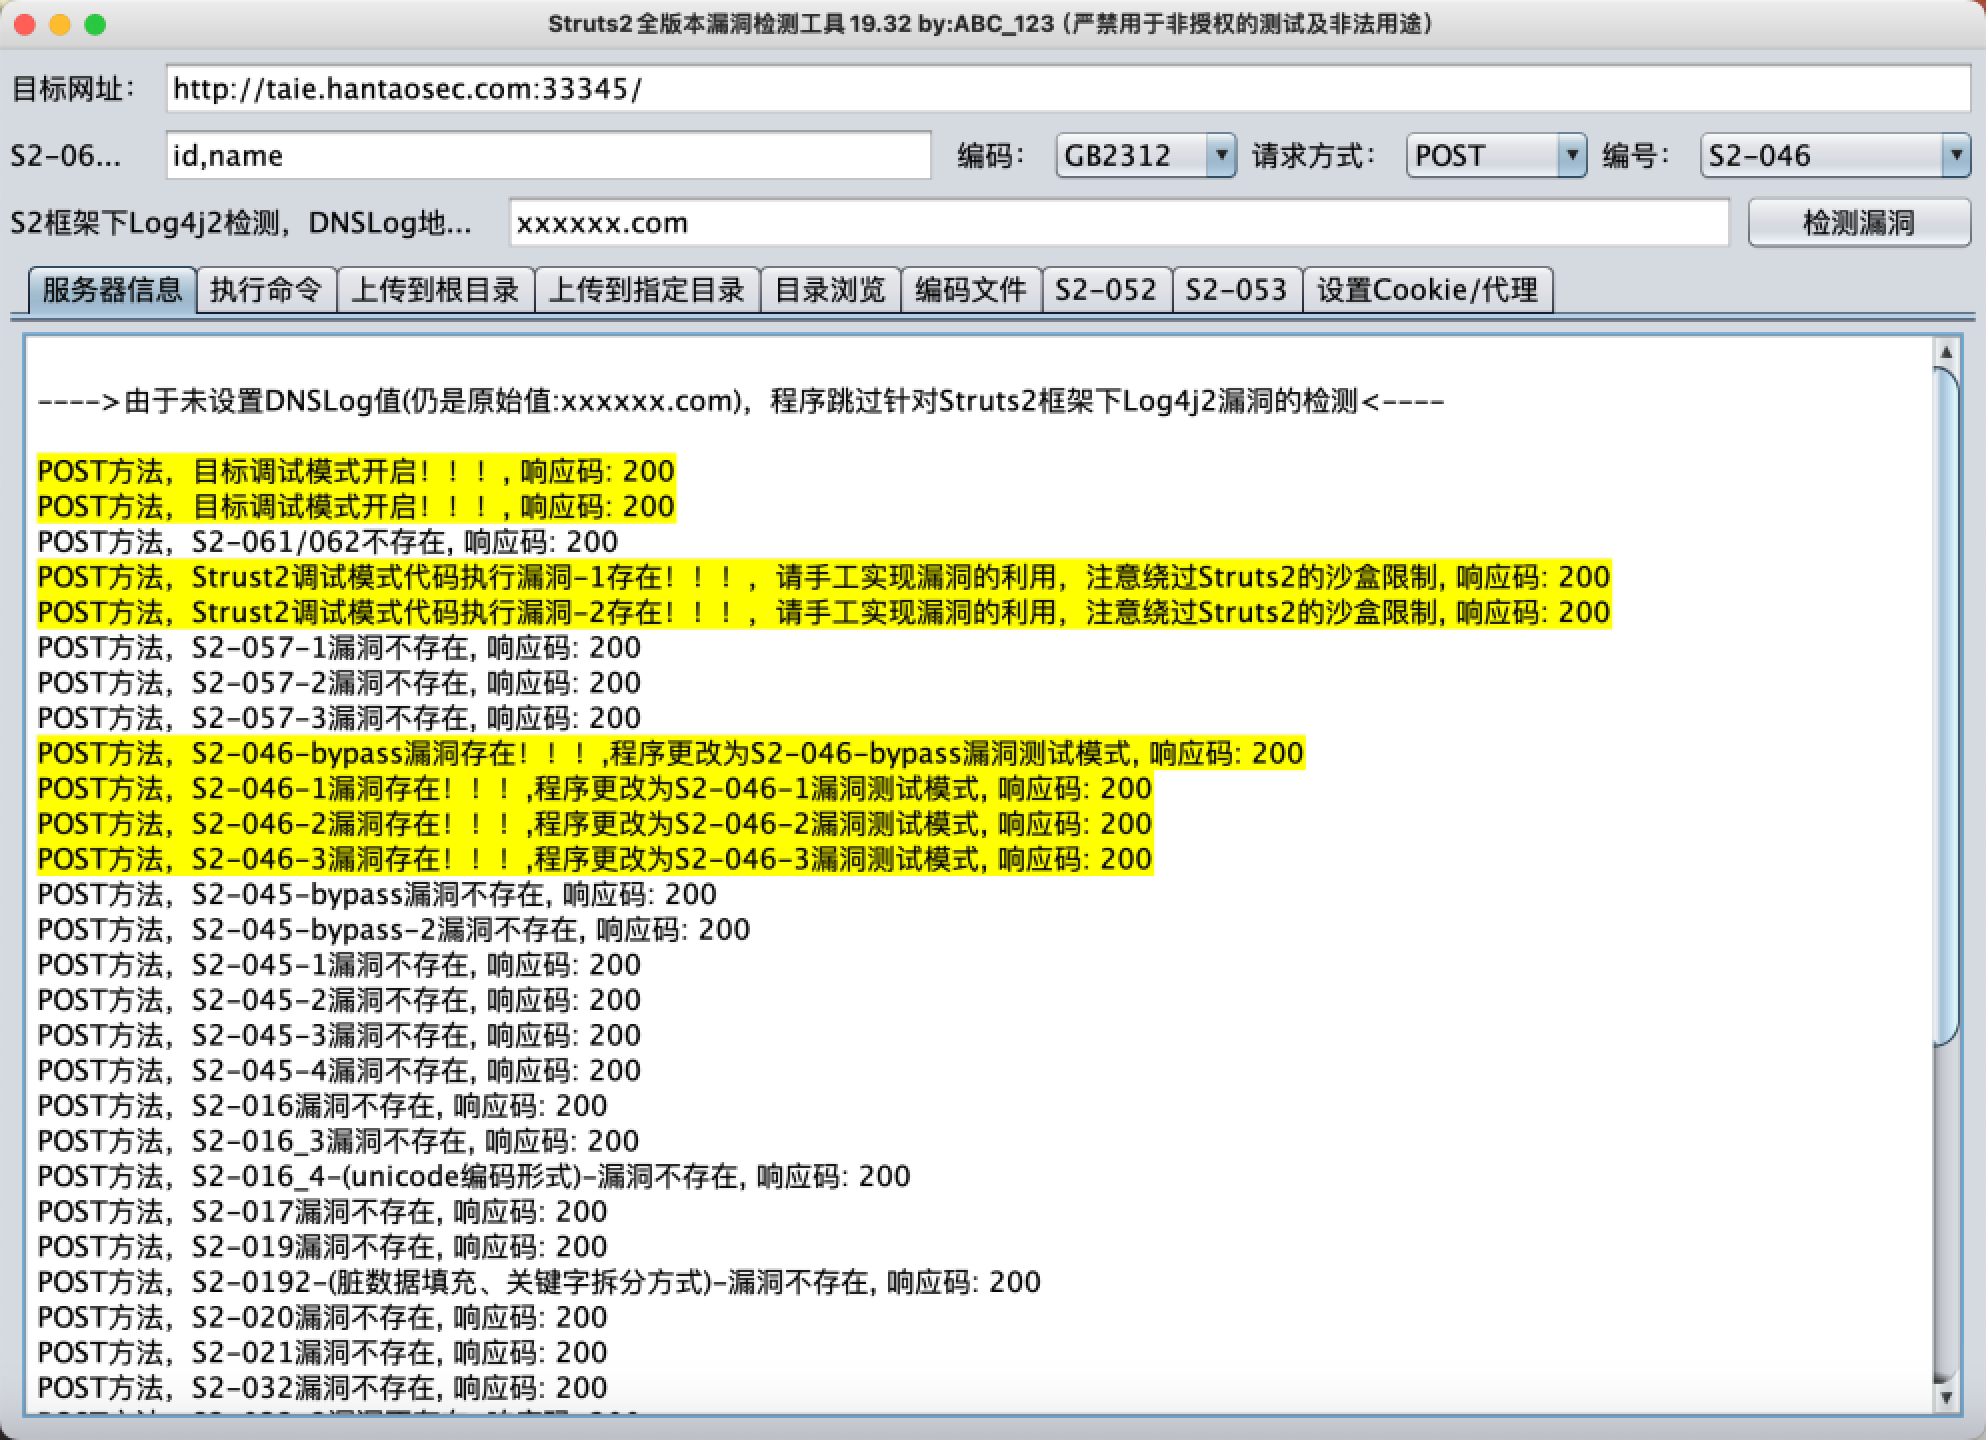 Struts2全版本漏洞检测工具19.32 by:ABC_123（严禁用于非授权的测试及非法用途）
目标网址： http://taie.hantaosec.com:33345/
S2-06... id,name 编码： GB2312 请求方式： POST 编号： S2-046
S2框架下Log4j2检测，DNSLog地... xxxxxx.com 检测漏洞
服务器信息 执行命令 上传到根目录 上传到指定目录 目录浏览 编码文件 S2-052 S2-053 设置Cookie/代理
---->由于未设置DNSLog值(仍是原始值:xxxxxx.com)，程序跳过针对Struts2框架下Log4j2漏洞的检测<----
POST方法，目标调试模式开启！！！, 响应码: 200
POST方法，目标调试模式开启！！！, 响应码: 200
POST方法，S2-061/062不存在, 响应码: 200
POST方法，Strust2调试模式代码执行漏洞-1存在！！！，请手工实现漏洞的利用，注意绕过Struts2的沙盒限制, 响应码: 200
POST方法，Strust2调试模式代码执行漏洞-2存在！！！，请手工实现漏洞的利用，注意绕过Struts2的沙盒限制, 响应码: 200
POST方法，S2-057-1漏洞不存在, 响应码: 200
POST方法，S2-057-2漏洞不存在, 响应码: 200
POST方法，S2-057-3漏洞不存在, 响应码: 200
POST方法，S2-046-bypass漏洞存在！！！,程序更改为S2-046-bypass漏洞测试模式, 响应码: 200
POST方法，S2-046-1漏洞存在！！！,程序更改为S2-046-1漏洞测试模式, 响应码: 200
POST方法，S2-046-2漏洞存在！！！,程序更改为S2-046-2漏洞测试模式, 响应码: 200
POST方法，S2-046-3漏洞存在！！！,程序更改为S2-046-3漏洞测试模式, 响应码: 200
POST方法，S2-045-bypass漏洞不存在, 响应码: 200
POST方法，S2-045-bypass-2漏洞不存在, 响应码: 200
POST方法，S2-045-1漏洞不存在, 响应码: 200
POST方法，S2-045-2漏洞不存在, 响应码: 200
POST方法，S2-045-3漏洞不存在, 响应码: 200
POST方法，S2-045-4漏洞不存在, 响应码: 200
POST方法，S2-016漏洞不存在, 响应码: 200
POST方法，S2-016_3漏洞不存在, 响应码: 200
POST方法，S2-016_4-(unicode编码形式)-漏洞不存在, 响应码: 200
POST方法，S2-017漏洞不存在, 响应码: 200
POST方法，S2-019漏洞不存在, 响应码: 200
POST方法，S2-0192-(脏数据填充、关键字拆分方式)-漏洞不存在, 响应码: 200
POST方法，S2-020漏洞不存在, 响应码: 200
POST方法，S2-021漏洞不存在, 响应码: 200
POST方法，S2-032漏洞不存在, 响应码: 200